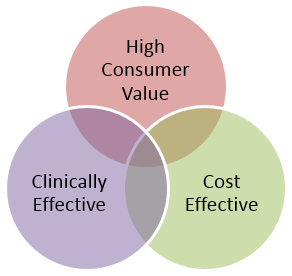 High
Consumer
Value
Clinically
Effective
Cost
Effective